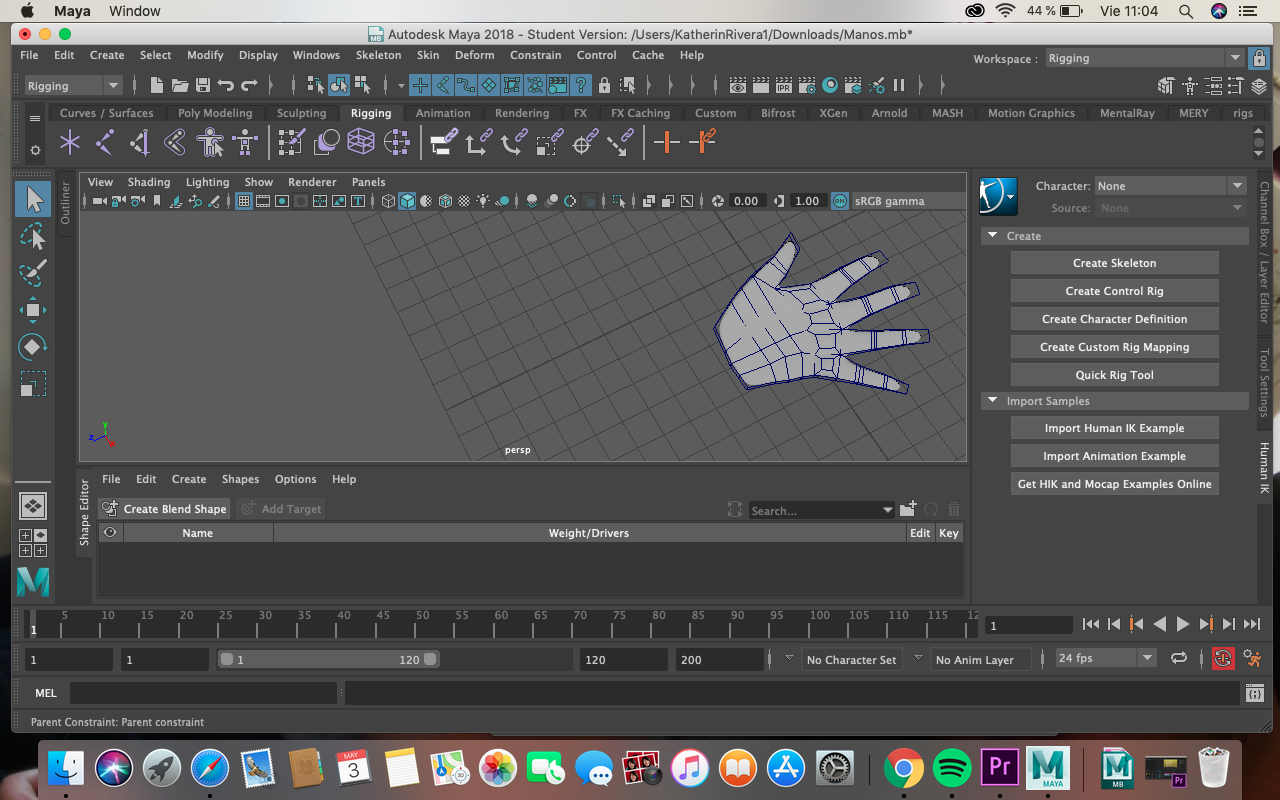 Maya Window 44 % Vie 11:04
Autodesk Maya 2018 - Student Version: /Users/KatherinRivera1/Downloads/Manos.mb*
File Edit Create Select Modify Display Windows Skeleton Skin Deform Constrain Control Cache Help Workspace : Rigging
Rigging IPR
Curves / Surfaces Poly Modeling Sculpting Rigging Animation Rendering FX FX Caching Custom Bifrost XGen Arnold MASH Motion Graphics MentalRay MERY rigs
Outliner
View Shading Lighting Show Renderer Panels
0.00 1.00 ON sRGB gamma
persp
y
z
Character: None
Source: None
Create
Create Skeleton
Create Control Rig
Create Character Definition
Create Custom Rig Mapping
Quick Rig Tool
Import Samples
Import Human IK Example
Import Animation Example
Get HIK and Mocap Examples Online
Channel Box / Layer Editor
Tool Settings
Human IK
Shape Editor
File Edit Create Shapes Options Help
Create Blend Shape Add Target Search...
Name Weight/Drivers Edit Key
5 10 15 20 25 30 35 40 45 50 55 60 65 70 75 80 85 90 95 100 105 110 115 12
1 1
1 1 1 120 120 200 No Character Set No Anim Layer 24 fps
MEL
Parent Constraint: Parent constraint
MAY
3
Pr
MAYA
MB
Pr